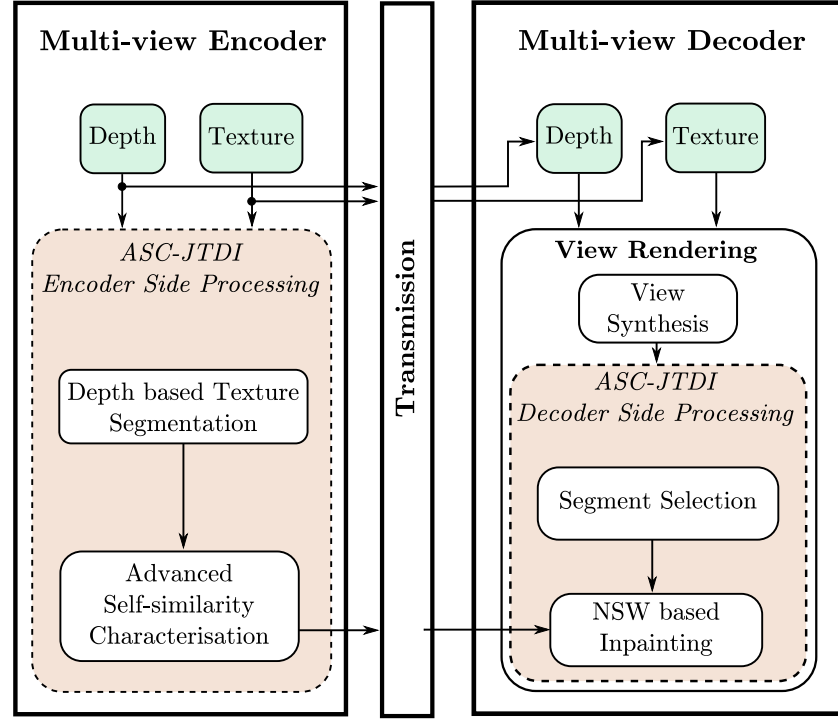 Multi-view Encoder
Depth
Texture
ASC-JTDI
Encoder Side Processing
Depth based Texture
Segmentation
Advanced
Self-similarity
Characterisation
Transmission
Multi-view Decoder
Depth
Texture
View Rendering
View
Synthesis
ASC-JTDI
Decoder Side Processing
Segment Selection
NSW based
Inpainting